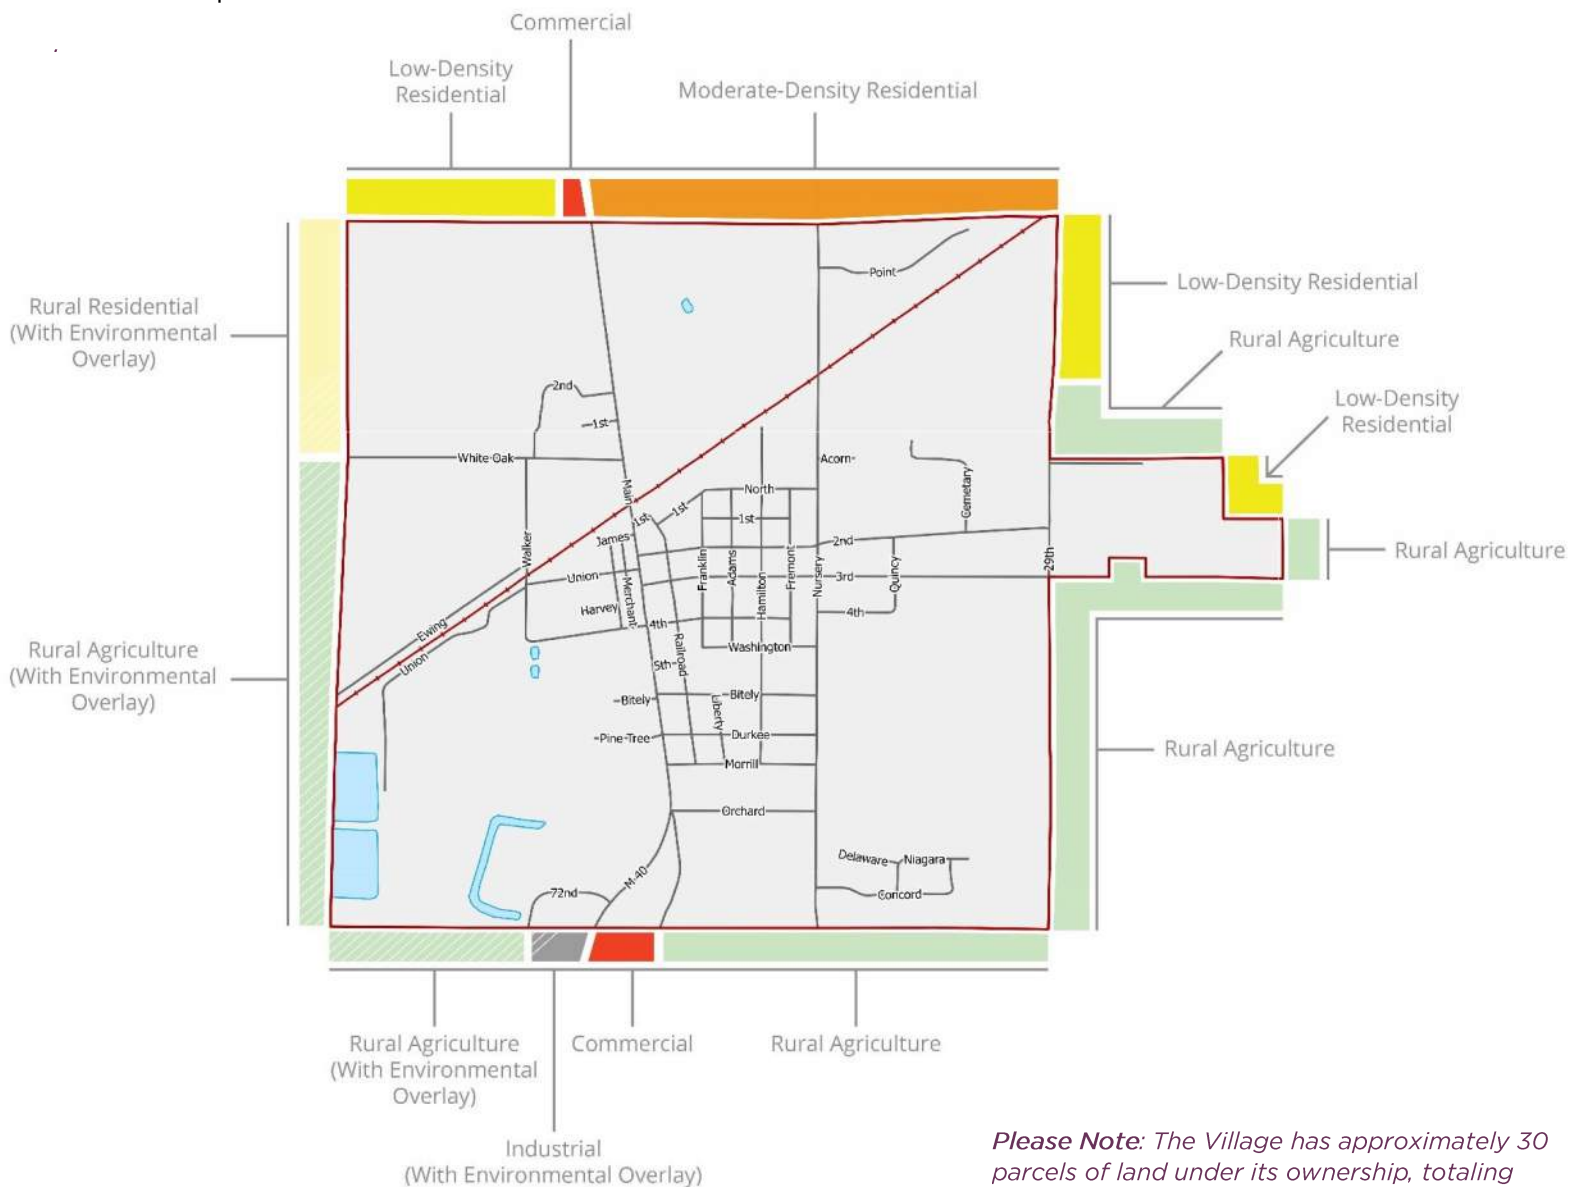 Commercial
Low-Density
Residential
Moderate-Density Residential
Low-Density Residential
Rural Residential
(With Environmental
Overlay)
Rural Agriculture
Low-Density
Residential
Rural Agriculture
Rural Agriculture
(With Environmental
Overlay)
Rural Agriculture
Point
2nd
1st
White Oak
Main
Acorn
Cemetary
North
1st
1st
1st
James
Walker
Union
Merchant
Harvey
Franklin
Adams
Hamilton
Fremont
Nursery
2nd
3rd
Quincy
4th
29th
4th
Washington
Railroad
5th
Ewing
Union
Bitely
Bitely
Liberty
Pine Tree
Durkee
Morrill
Orchard
M-40
72nd
Delaware
Niagara
Concord
Rural Agriculture
(With Environmental
Overlay)
Commercial
Rural Agriculture
Industrial
(With Environmental Overlay)
Please Note: The Village has approximately 30
parcels of land under its ownership, totaling